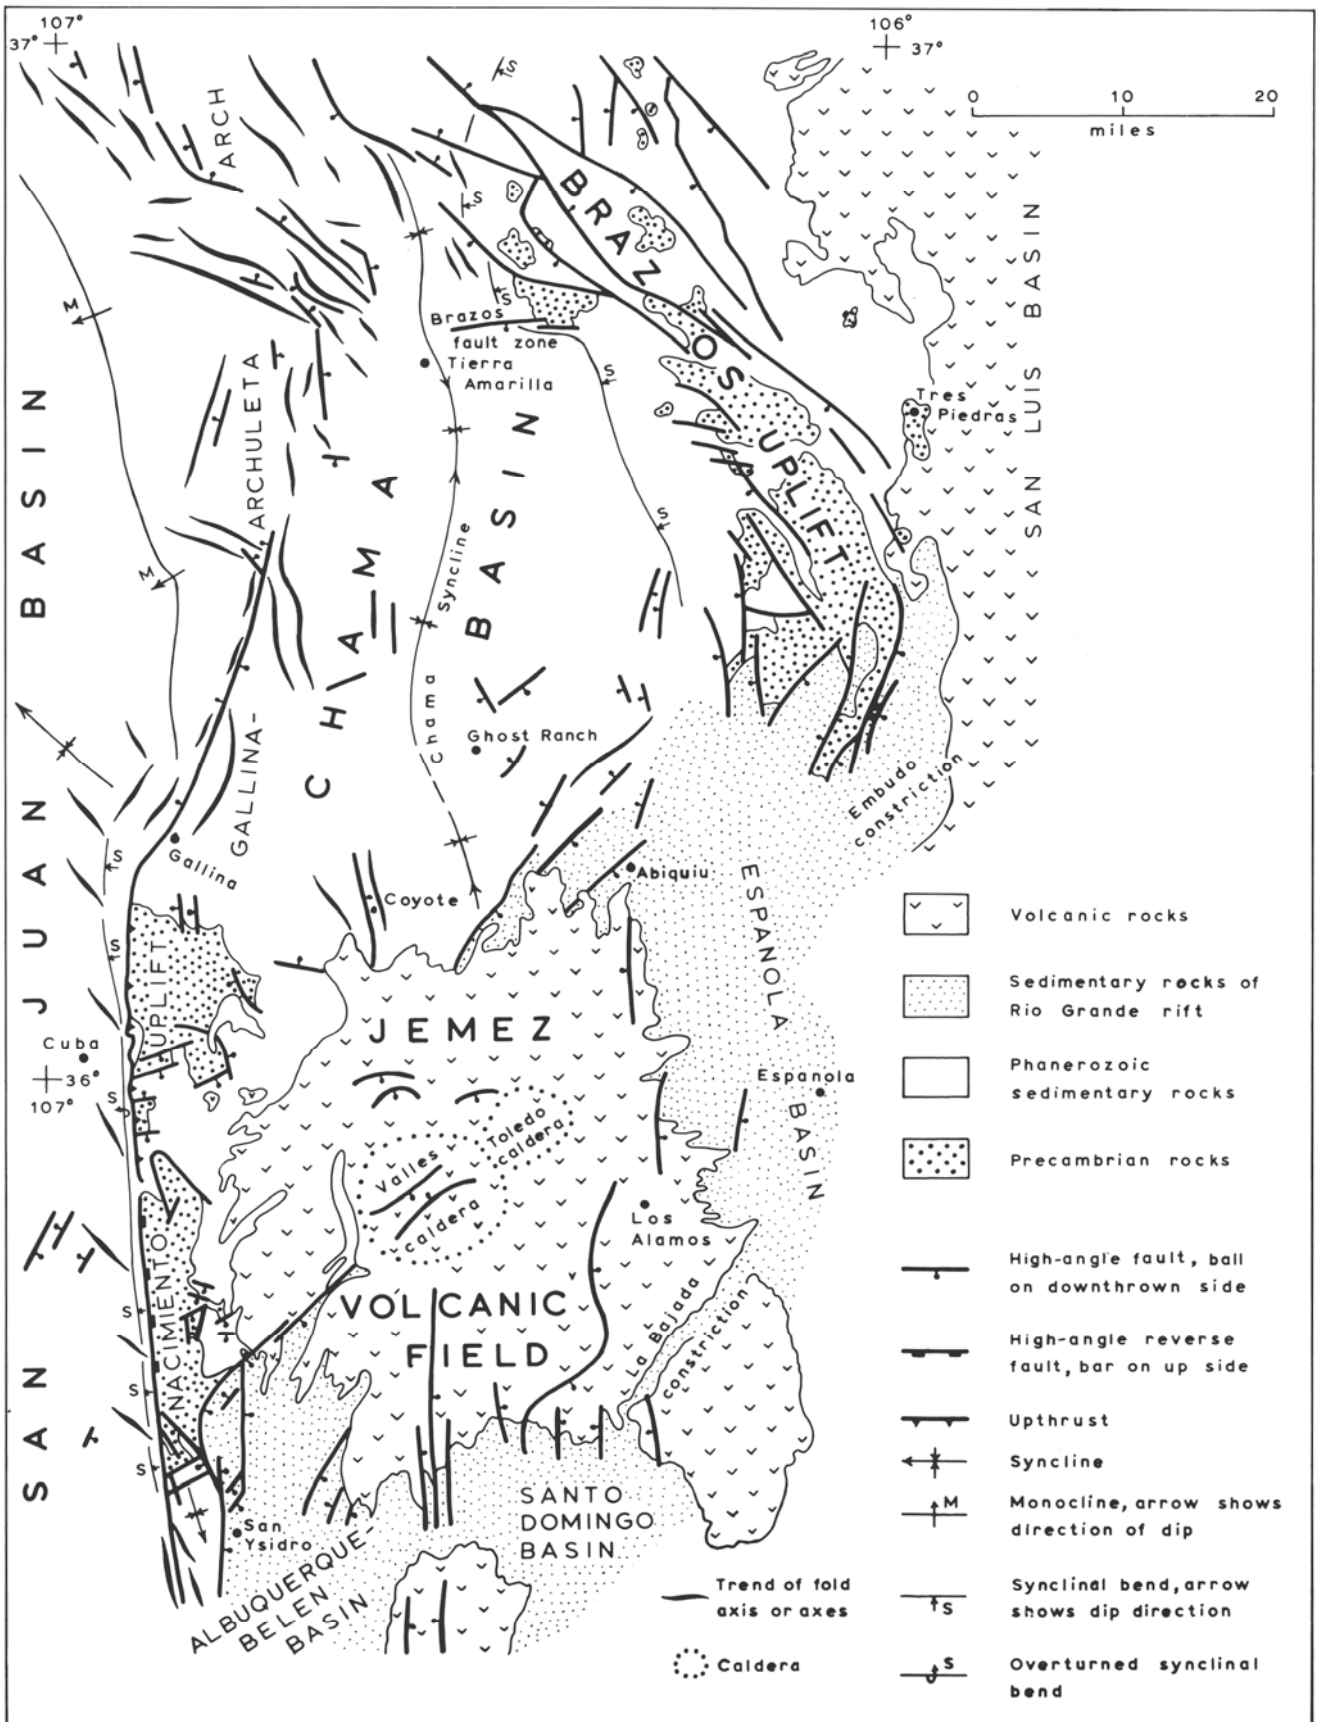 107°
37°
106°
37°
0 10 20
miles
ARCH
BRAZOS UPLIFT
SAN LUIS BASIN
S
S
M
S
Brazos
fault zone
Tierra
Amarilla
S
Tres
Piedras
SAN JUAN BASIN
GALLINA-ARCHULETA
CHAMA BASIN
S
M
Chama Syncline
Ghost Ranch
Embudo
constriction
Gallina
S
Abiquiu
Coyote
S
UPLIFT
ESPANOLA BASIN
JEMEZ
Cuba
36°
107°
S
Espanola
Toledo
caldera
Valles
caldera
Los
Alamos
NACIMIENTO
S
VOLCANIC
FIELD
La Bajada
constriction
S
S
SANTO
DOMINGO
BASIN
San
Ysidro
ALBUQUERQUE-
BELEN
BASIN
Volcanic rocks
Sedimentary rocks of
Rio Grande rift
Phanerozoic
sedimentary rocks
Precambrian rocks
High-angle fault, ball
on downthrown side
High-angle reverse
fault, bar on up side
Upthrust
Syncline
M
Monocline, arrow shows
direction of dip
S
Synclinal bend, arrow
shows dip direction
S
Overturned synclinal
bend
Trend of fold
axis or axes
Caldera